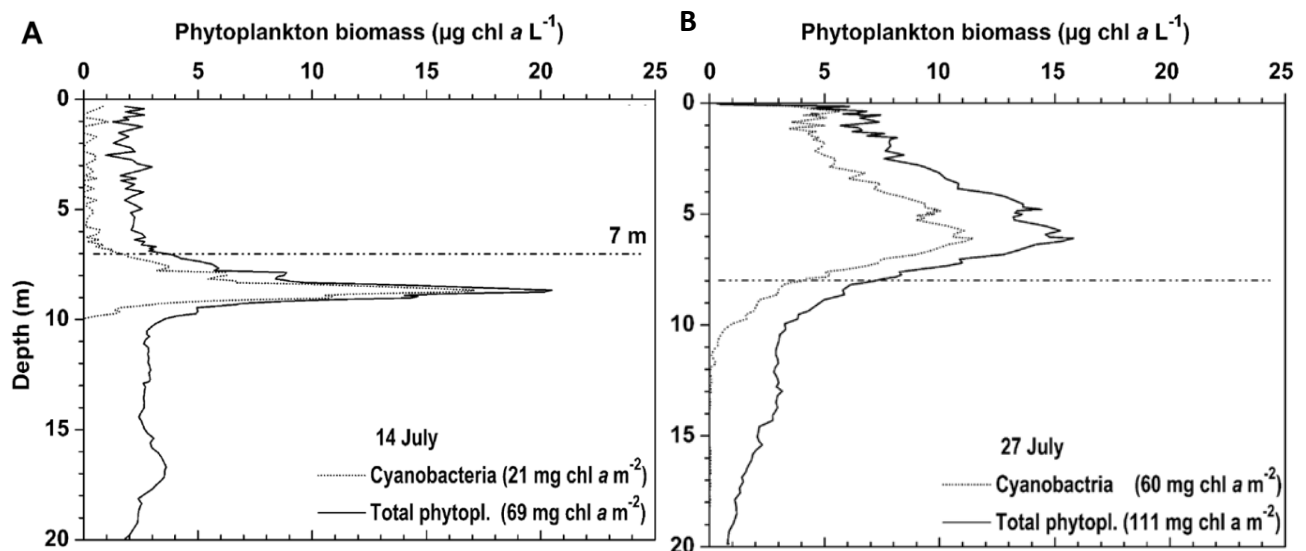 A
Phytoplankton biomass (µg chl a L⁻¹)
0 5 10 15 20 25
0
5
10
15
20
Depth (m)
7 m
14 July
Cyanobacteria (21 mg chl a m⁻²)
Total phytopl. (69 mg chl a m⁻²)
B
Phytoplankton biomass (µg chl a L⁻¹)
0 5 10 15 20 25
0
5
10
15
20
27 July
Cyanobactria (60 mg chl a m⁻²)
Total phytopl. (111 mg chl a m⁻²)